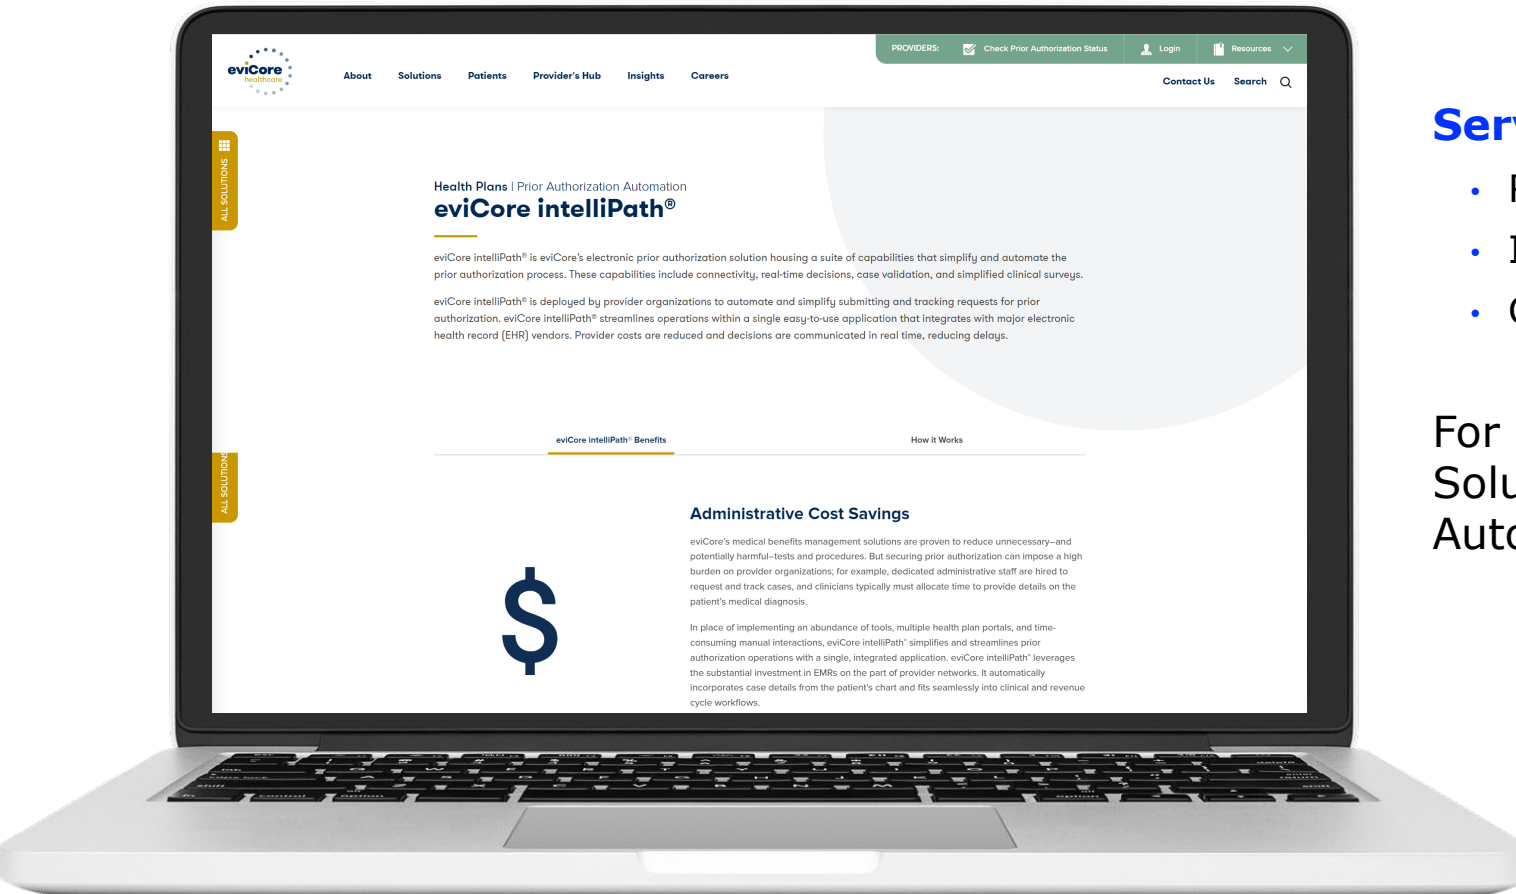 eviCore
healthcare
About Solutions Patients Provider's Hub Insights Careers
PROVIDERS: Check Prior Authorization Status Login Resources
Contact Us Search
ALL SOLUTIONS
Health Plans | Prior Authorization Automation
eviCore intelliPath®
eviCore intelliPath® is eviCore's electronic prior authorization solution housing a suite of capabilities that simplify and automate the
prior authorization process. These capabilities include connectivity, real-time decisions, case validation, and simplified clinical surveys.
eviCore intelliPath® is deployed by provider organizations to automate and simplify submitting and tracking requests for prior
authorization. eviCore intelliPath® streamlines operations within a single easy-to-use application that integrates with major electronic
health record (EHR) vendors. Provider costs are reduced and decisions are communicated in real time, reducing delays.
eviCore intelliPath® Benefits How it Works
ALL SOLUTIONS
$
Administrative Cost Savings
eviCore's medical benefits management solutions are proven to reduce unnecessary–and
potentially harmful–tests and procedures. But securing prior authorization can impose a high
burden on provider organizations; for example, dedicated administrative staff are hired to
request and track cases, and clinicians typically must allocate time to provide details on the
patient's medical diagnosis.
In place of implementing an abundance of tools, multiple health plan portals, and time-
consuming manual interactions, eviCore intelliPath® simplifies and streamlines prior
authorization operations with a single, integrated application. eviCore intelliPath® leverages
the substantial investment in EMRs on the part of provider networks. It automatically
incorporates case details from the patient's chart and fits seamlessly into clinical and revenue
cycle workflows.
For